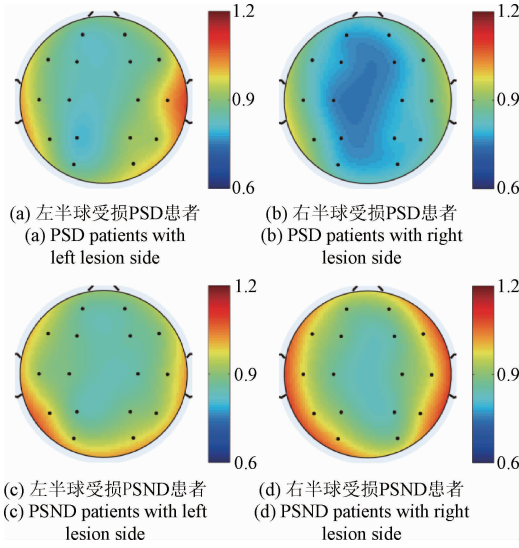 1.2
0.9
0.6
1.2
0.9
0.6
(a) 左半球受损PSD患者
(a) PSD patients with
left lesion side
(b) 右半球受损PSD患者
(b) PSD patients with right
lesion side
1.2
0.9
0.6
1.2
0.9
0.6
(c) 左半球受损PSND患者
(c) PSND patients with left
lesion side
(d) 右半球受损PSND患者
(d) PSND patients with right
lesion side